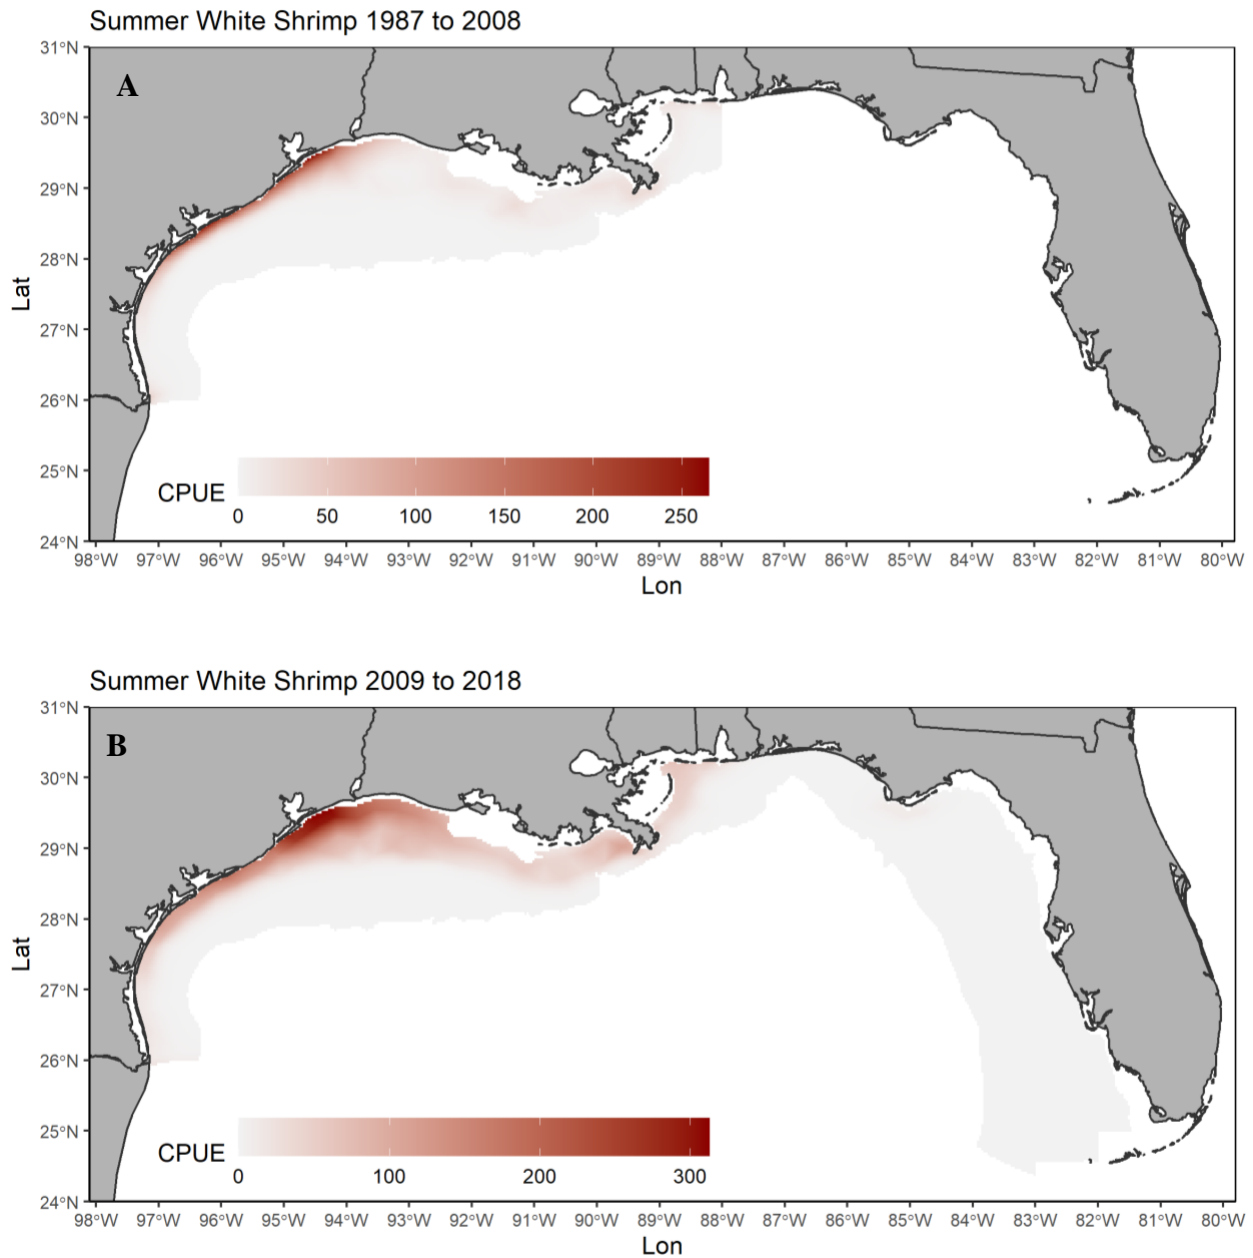 Summer White Shrimp 1987 to 2008
A
31°N
30°N
29°N
28°N
27°N
26°N
25°N
24°N
Lat
CPUE
0 50 100 150 200 250
98°W 97°W 96°W 95°W 94°W 93°W 92°W 91°W 90°W 89°W 88°W 87°W 86°W 85°W 84°W 83°W 82°W 81°W 80°W
Lon
Summer White Shrimp 2009 to 2018
B
31°N
30°N
29°N
28°N
27°N
26°N
25°N
24°N
Lat
CPUE
0 100 200 300
98°W 97°W 96°W 95°W 94°W 93°W 92°W 91°W 90°W 89°W 88°W 87°W 86°W 85°W 84°W 83°W 82°W 81°W 80°W
Lon